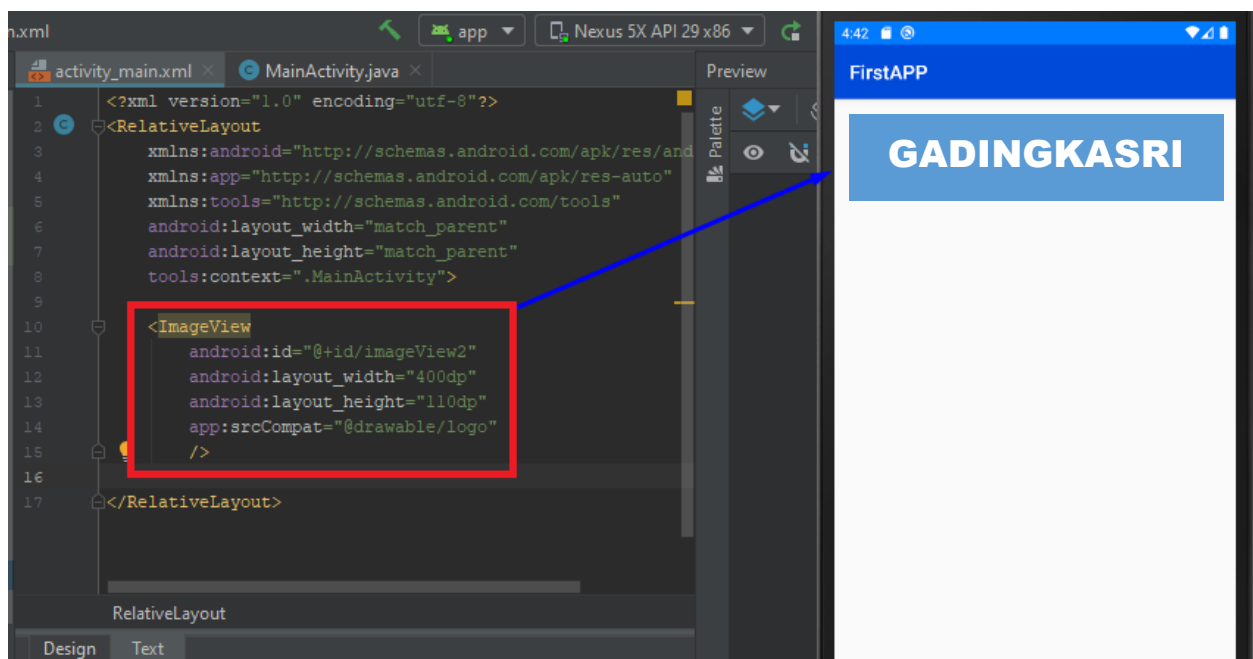 n.xml
app
Nexus 5X API 29 x86
activity_main.xml
MainActivity.java
Preview
Palette
1 <?xml version="1.0" encoding="utf-8"?>
2 <RelativeLayout
3 xmlns:android="http://schemas.android.com/apk/res/and
4 xmlns:app="http://schemas.android.com/apk/res-auto"
5 xmlns:tools="http://schemas.android.com/tools"
6 android:layout_width="match_parent"
7 android:layout_height="match_parent"
8 tools:context=".MainActivity">
9
10 <ImageView
11 android:id="@+id/imageView2"
12 android:layout_width="400dp"
13 android:layout_height="110dp"
14 app:srcCompat="@drawable/logo"
15 />
16
17 </RelativeLayout>
RelativeLayout
Design Text
4:42
FirstAPP
GADINGKASRI